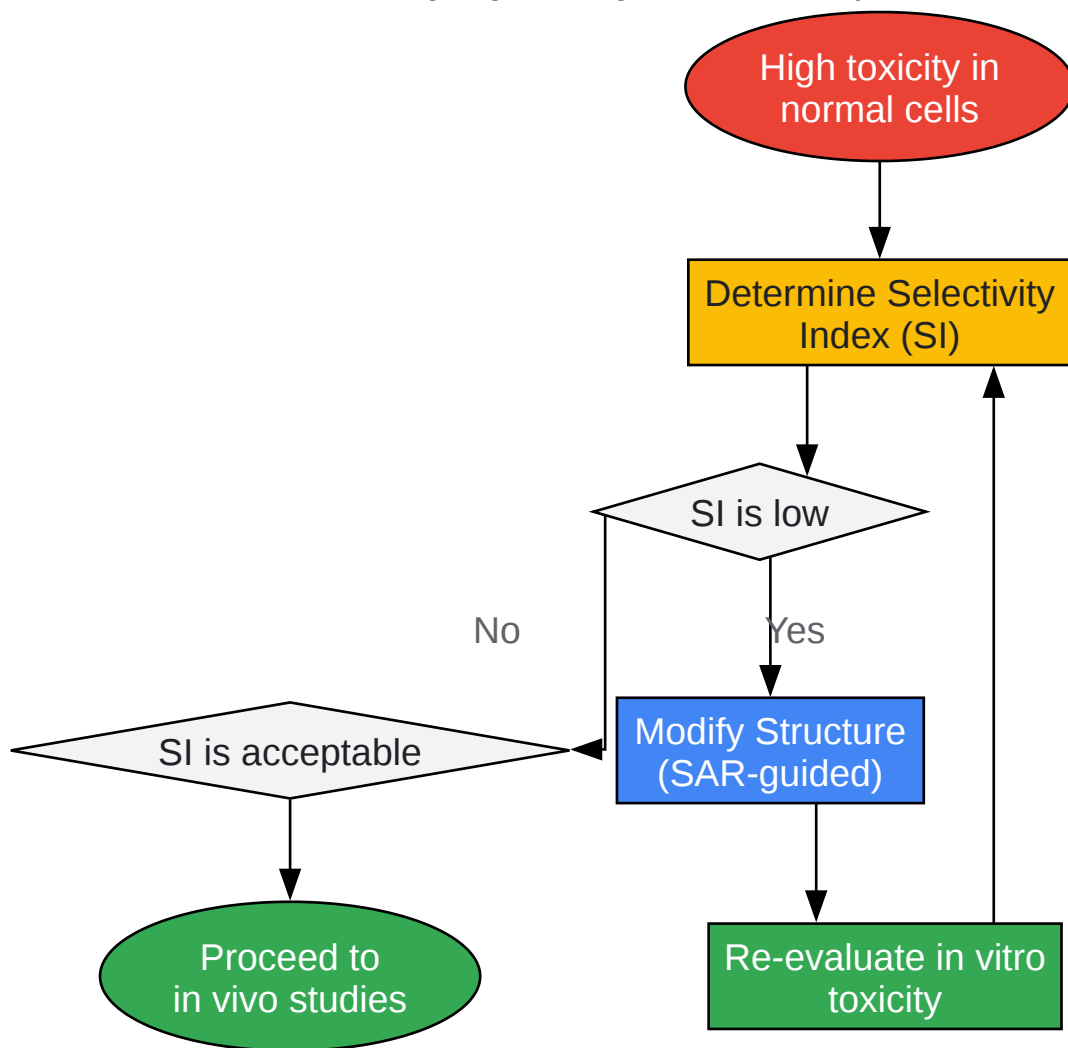 High toxicity in
normal cells
Determine Selectivity
Index (SI)
SI is low
No
Yes
SI is acceptable
Modify Structure
(SAR-guided)
Proceed to
in vivo studies
Re-evaluate in vitro
toxicity